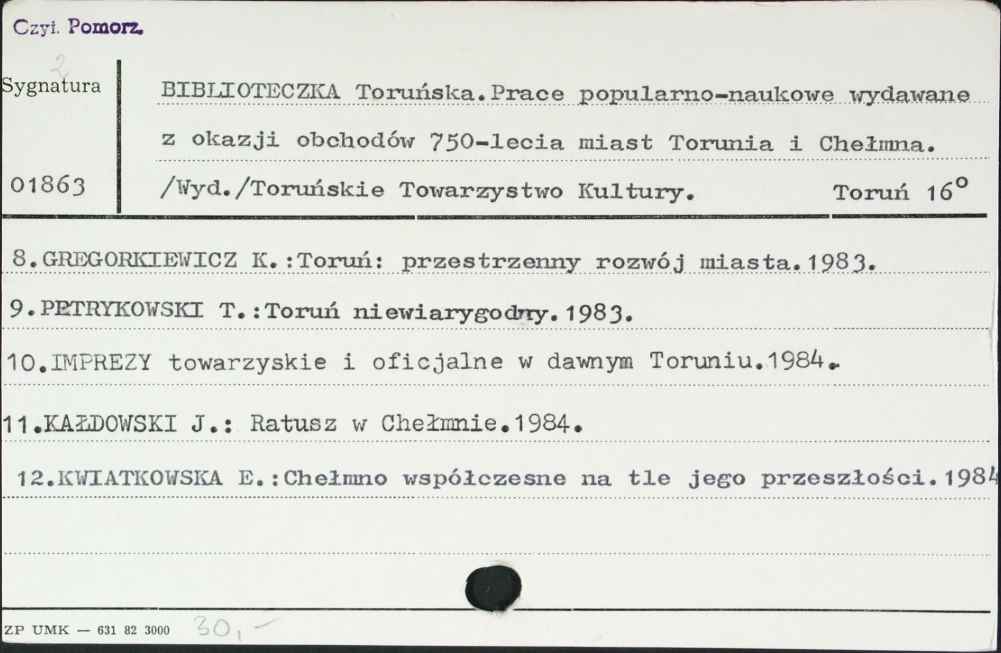 Czyt. Pomorz.
2
Sygnatura
BIBLIOTECZKA Toruńska.Prace popularno-naukowe wydawane
z okazji obchodów 750-lecia miast Torunia i Chełmna.
01863 /Wyd./Toruńskie Towarzystwo Kultury. Toruń 16°
8.GREGORKIEWICZ K.:Toruń: przestrzenny rozwój miasta.1983.
9.PETRYKOWSKI T.:Toruń niewiarygodny.1983.
10.IMPREZY towarzyskie i oficjalne w dawnym Toruniu.1984.
11.KAŁDOWSKI J.: Ratusz w Chełmnie.1984.
12.KWIATKOWSKA E.:Chełmno współczesne na tle jego przeszłości.1984
ZP UMK — 631 82 3000 30,-